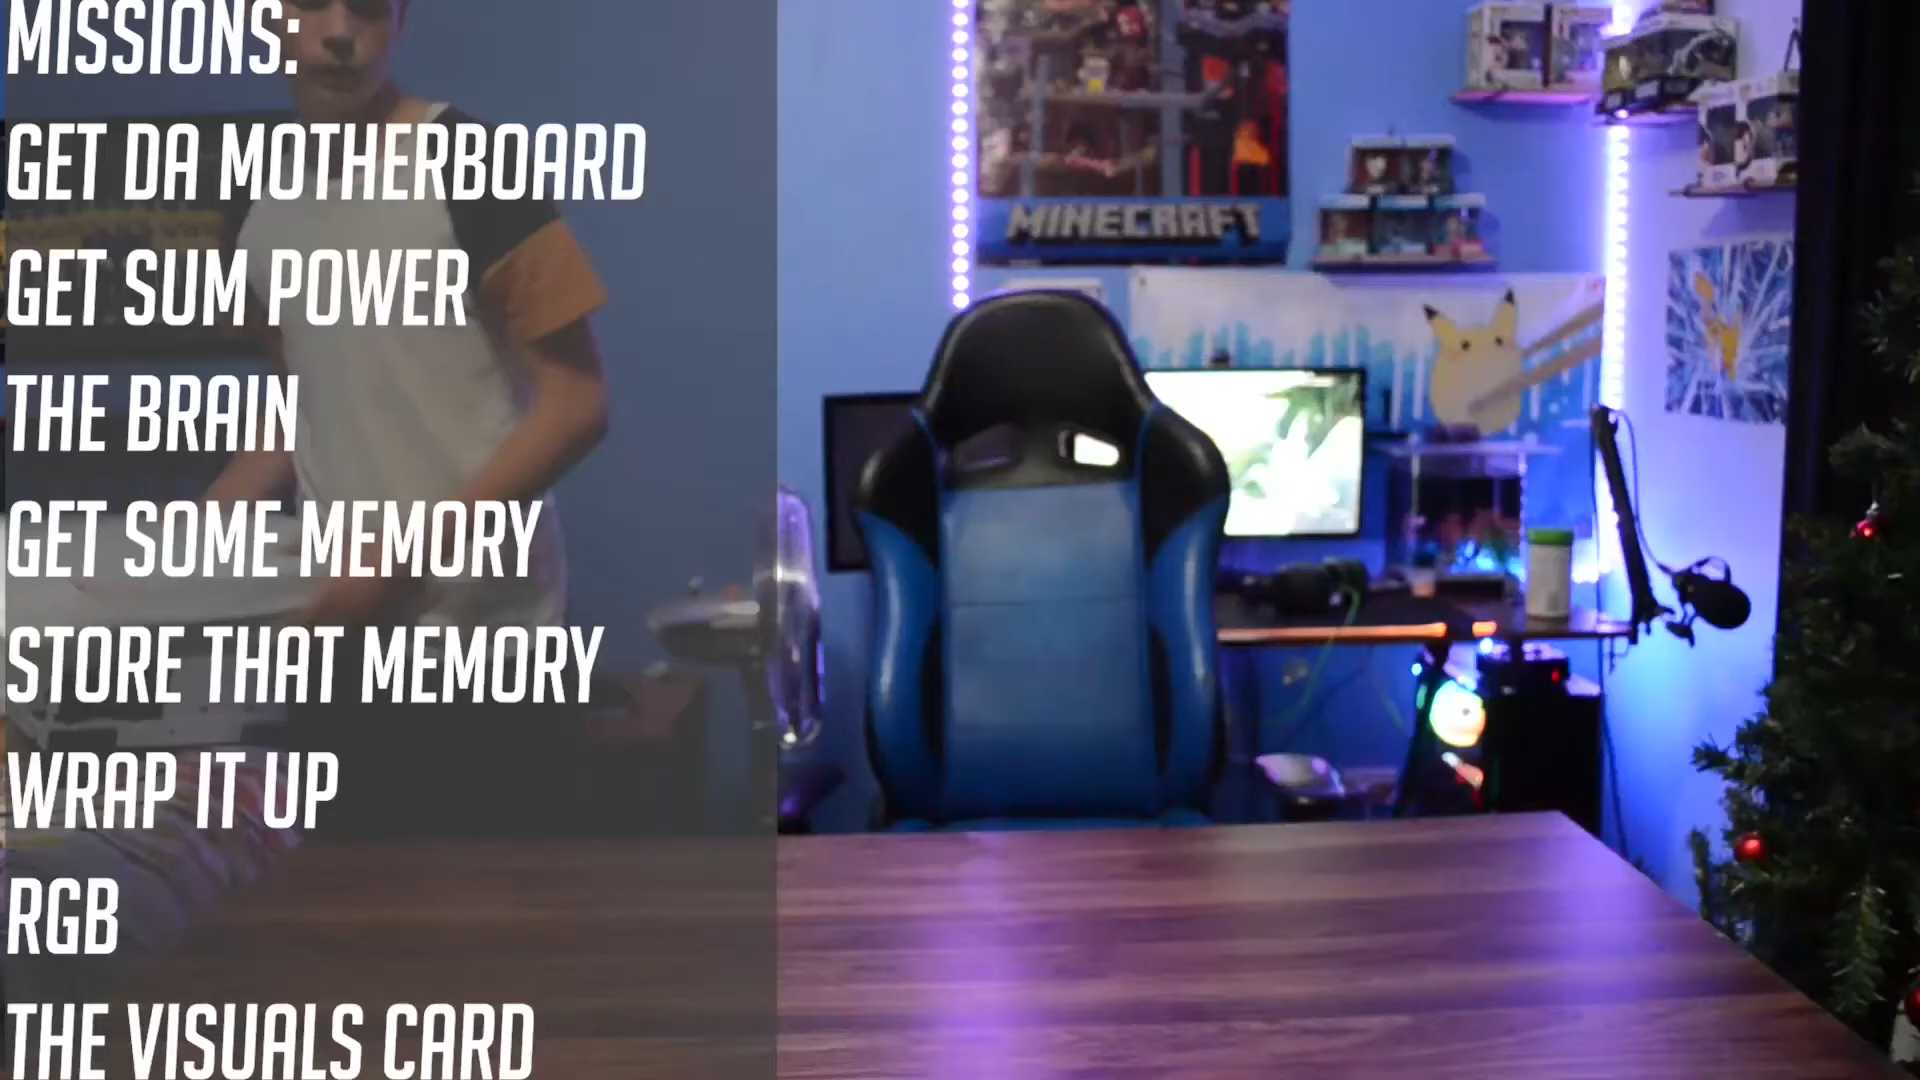 MISSIONS:
GET DA MOTHERBOARD
GET SUM POWER
THE BRAIN
GET SOME MEMORY
STORE THAT MEMORY
WRAP IT UP
RGB
THE VISUALS CARD
MINECRAFT